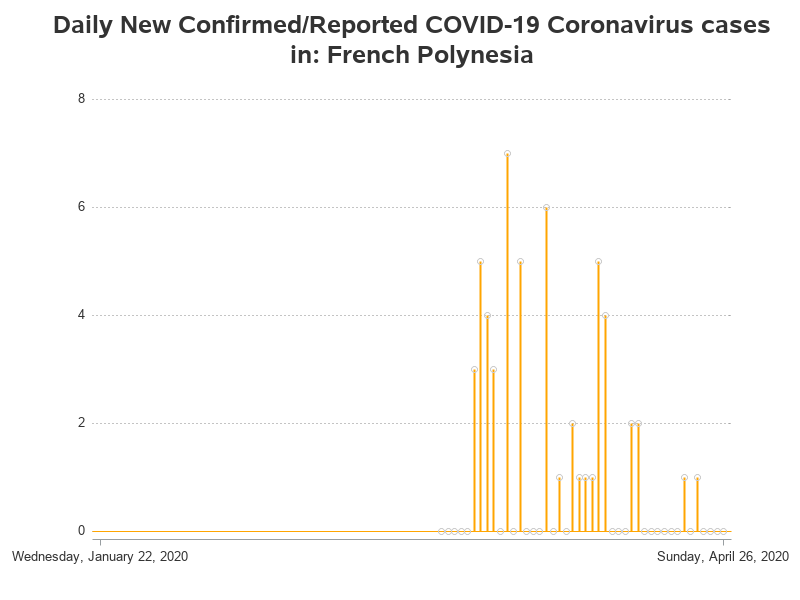 Daily New Confirmed/Reported COVID-19 Coronavirus cases
in: French Polynesia
8
6
4
2
0
Wednesday, January 22, 2020
Sunday, April 26, 2020